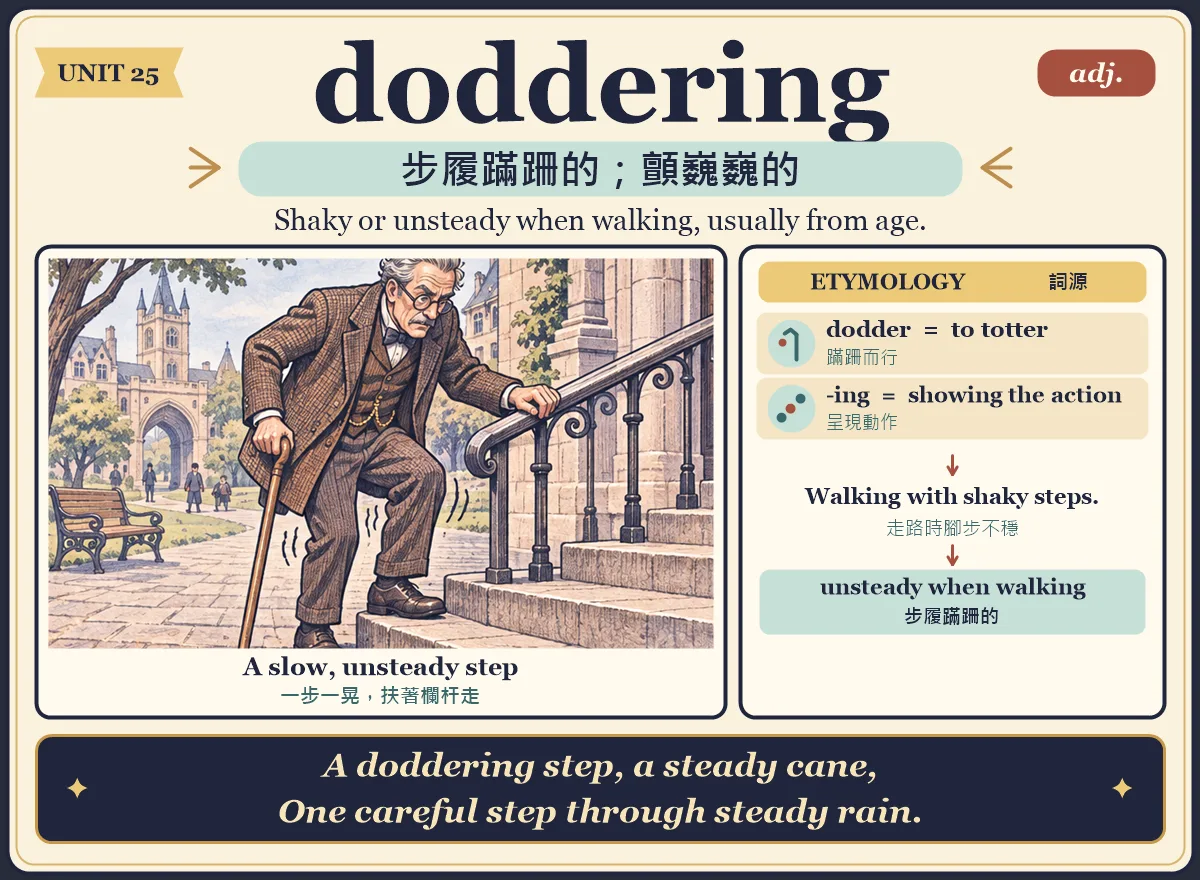 UNIT 25
doddering
adj.
步履蹣跚的；顫巍巍的
Shaky or unsteady when walking, usually from age.
A slow, unsteady step
一步一晃，扶著欄杆走
ETYMOLOGY 詞源
dodder = to totter
蹣跚而行
-ing = showing the action
呈現動作
Walking with shaky steps.
走路時腳步不穩
unsteady when walking
步履蹣跚的
A doddering step, a steady cane,
One careful step through steady rain.